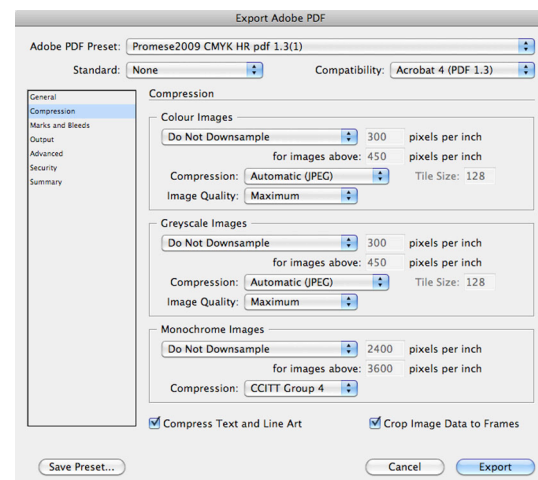 Export Adobe PDF
Adobe PDF Preset: Promese2009 CMYK HR pdf 1.3(1)
Standard: None Compatibility: Acrobat 4 (PDF 1.3)
General
Compression
Marks and Bleeds
Output
Advanced
Security
Summary
Compression
Colour Images
Do Not Downsample 300 pixels per inch
for images above: 450 pixels per inch
Compression: Automatic (JPEG) Tile Size: 128
Image Quality: Maximum
Greyscale Images
Do Not Downsample 300 pixels per inch
for images above: 450 pixels per inch
Compression: Automatic (JPEG) Tile Size: 128
Image Quality: Maximum
Monochrome Images
Do Not Downsample 2400 pixels per inch
for images above: 3600 pixels per inch
Compression: CCITT Group 4
Compress Text and Line Art Crop Image Data to Frames
Save Preset... Cancel Export